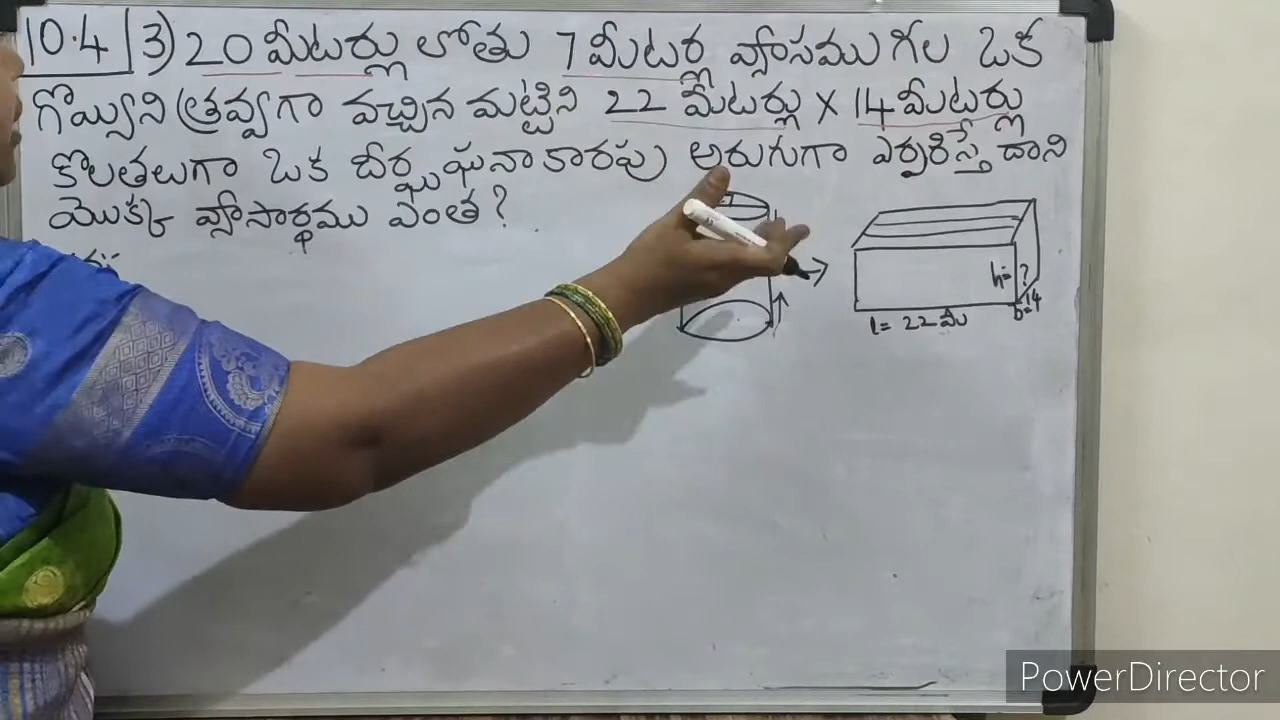 10.4 3) 20 మీటర్లు లోతు 7 మీటర్ల వ్యాసము గల ఒక
గొయ్యిని త్రవ్వగా వచ్చిన మట్టిని 22 మీటర్లు x 14 మీటర్లు
కొలతలుగా ఒక దీర్ఘఘనాకారపు అరుగుగా ఏర్పరిస్తే దాని
యొక్క వ్యాసార్థము ఎంత?
h= ?
b=14
l= 22 మీ
PowerDirector